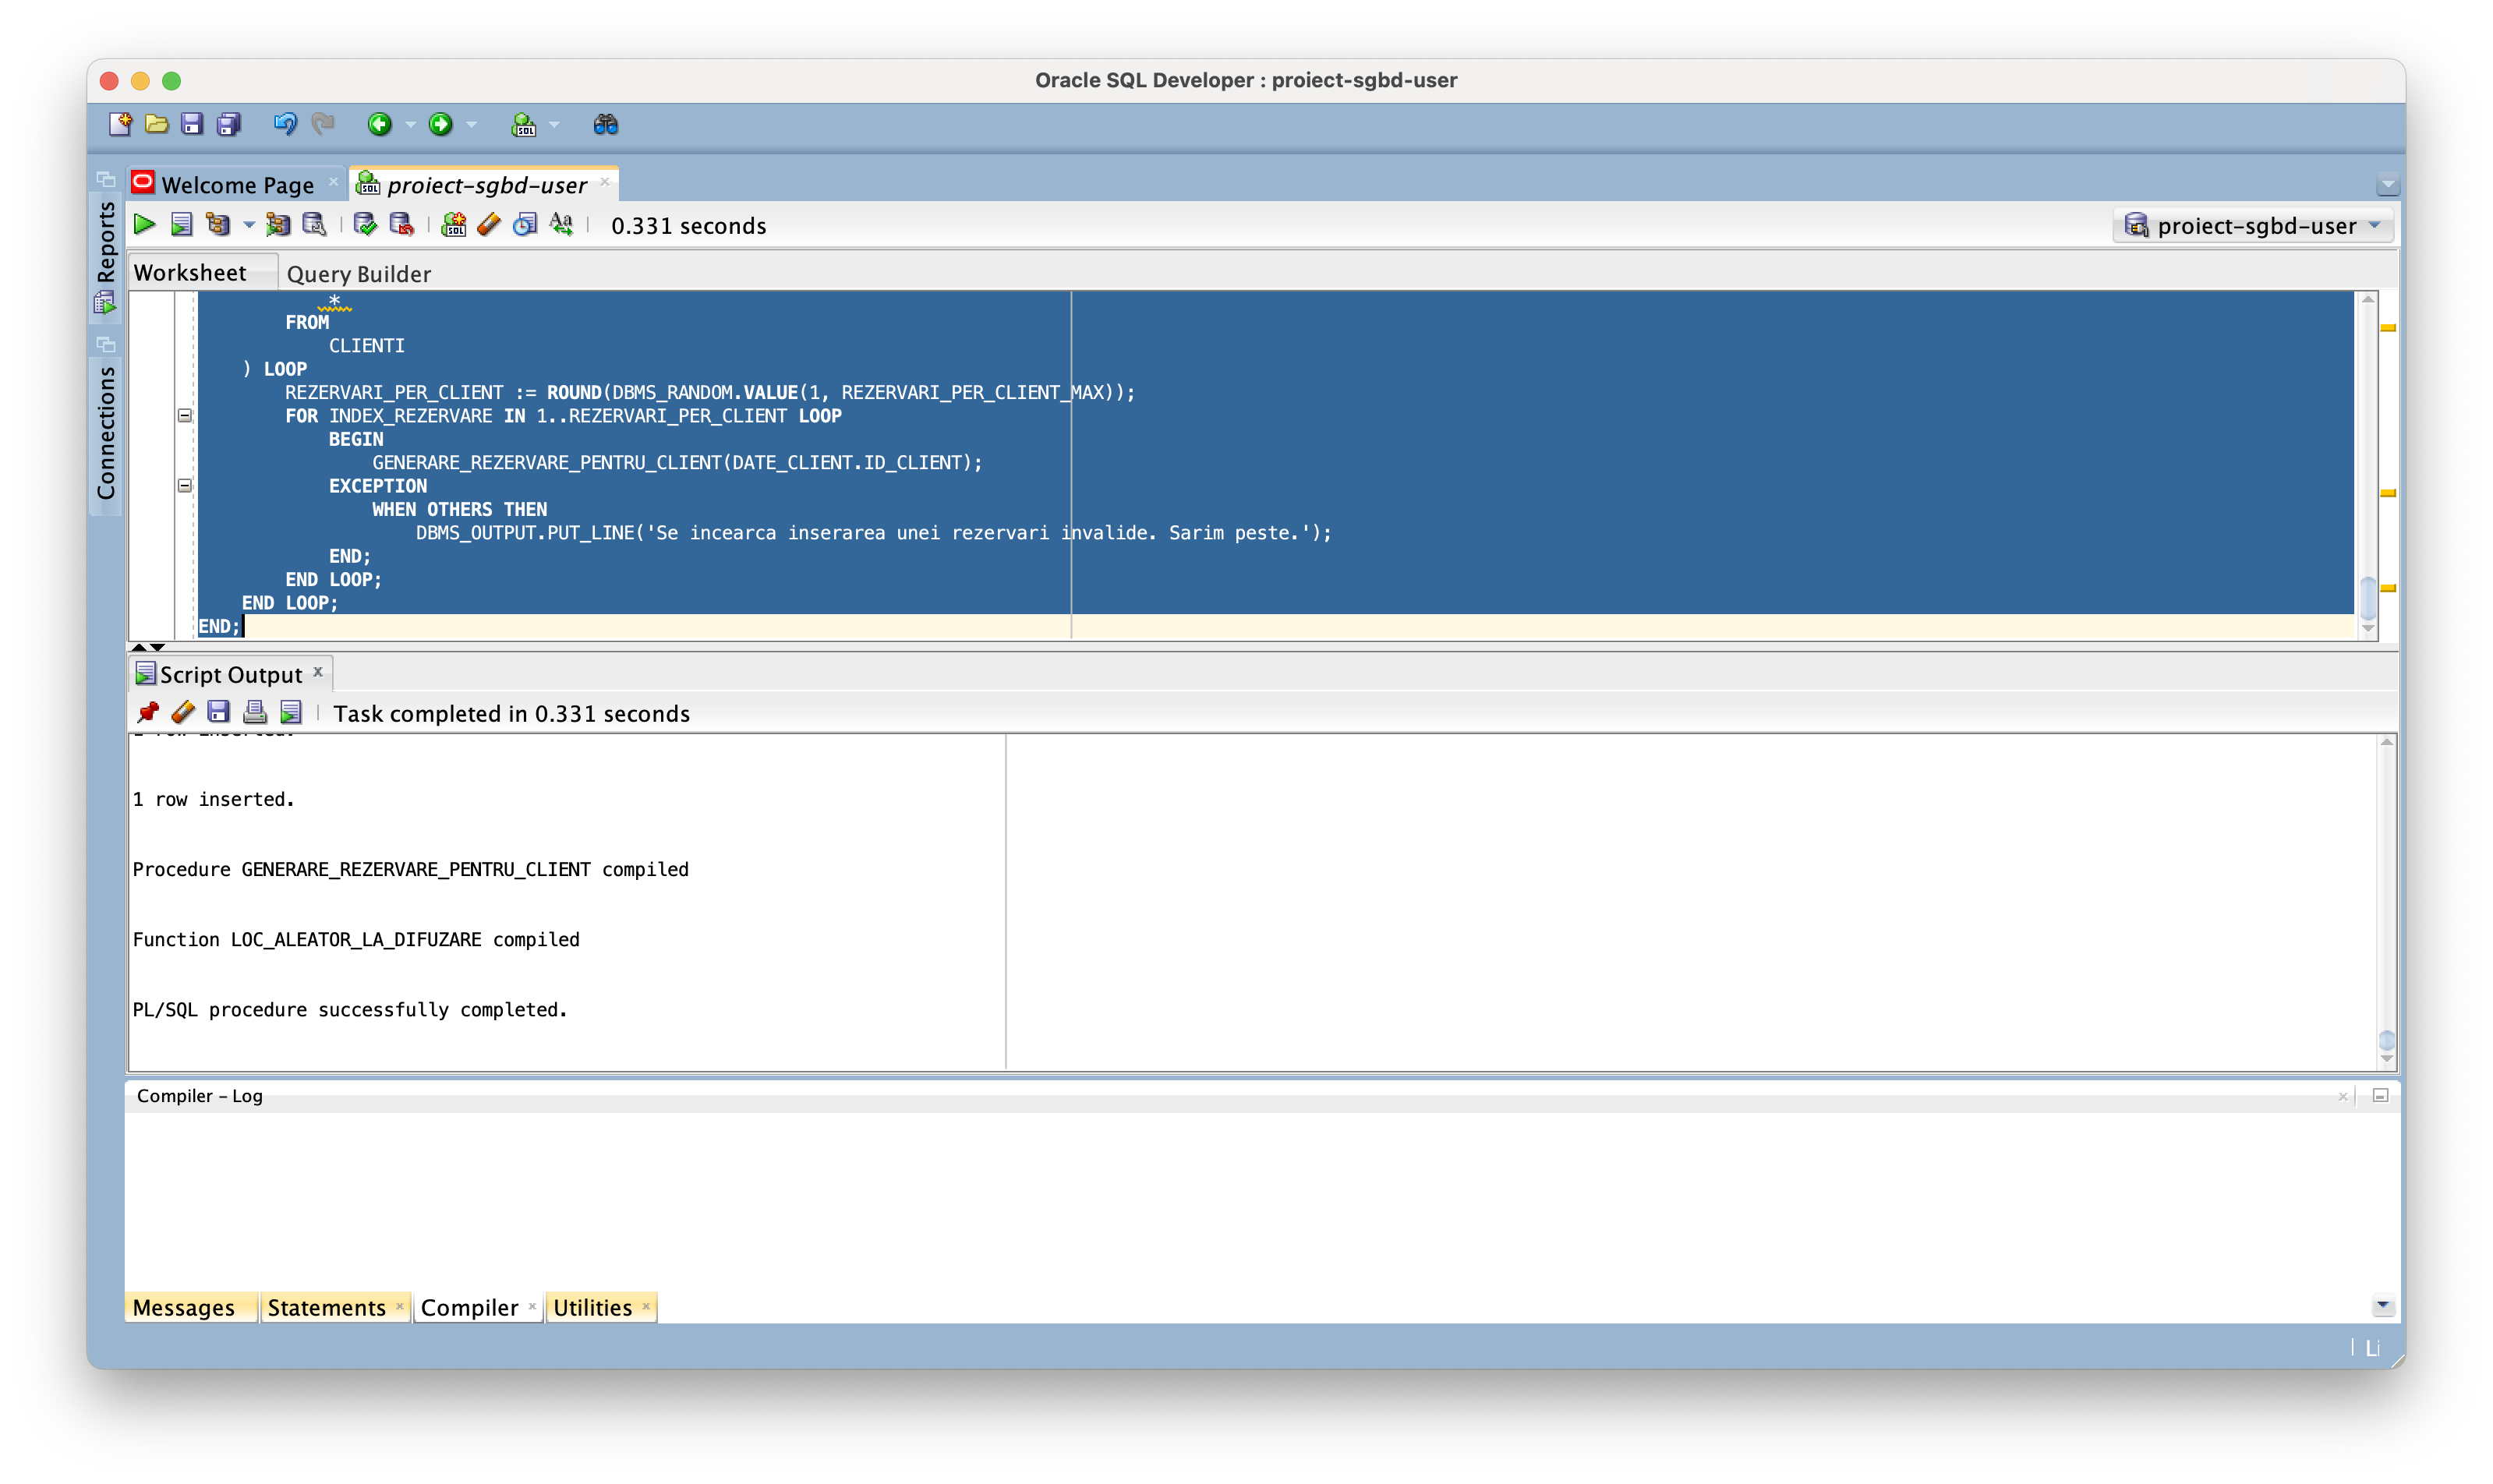 Oracle SQL Developer : proiect-sgbd-user
Welcome Page
proiect-sgbd-user
0.331 seconds
proiect-sgbd-user
Reports
Connections
Worksheet
Query Builder
*
FROM
CLIENTI
) LOOP
REZERVARI_PER_CLIENT := ROUND(DBMS_RANDOM.VALUE(1, REZERVARI_PER_CLIENT_MAX));
FOR INDEX_REZERVARE IN 1..REZERVARI_PER_CLIENT LOOP
BEGIN
GENERARE_REZERVARE_PENTRU_CLIENT(DATE_CLIENT.ID_CLIENT);
EXCEPTION
WHEN OTHERS THEN
DBMS_OUTPUT.PUT_LINE('Se incearca inserarea unei rezervari invalide. Sarim peste.');
END;
END LOOP;
END LOOP;
END;
Script Output
Task completed in 0.331 seconds
1 row inserted.
1 row inserted.
Procedure GENERARE_REZERVARE_PENTRU_CLIENT compiled
Function LOC_ALEATOR_LA_DIFUZARE compiled
PL/SQL procedure successfully completed.
Compiler - Log
Messages
Statements
Compiler
Utilities
Li